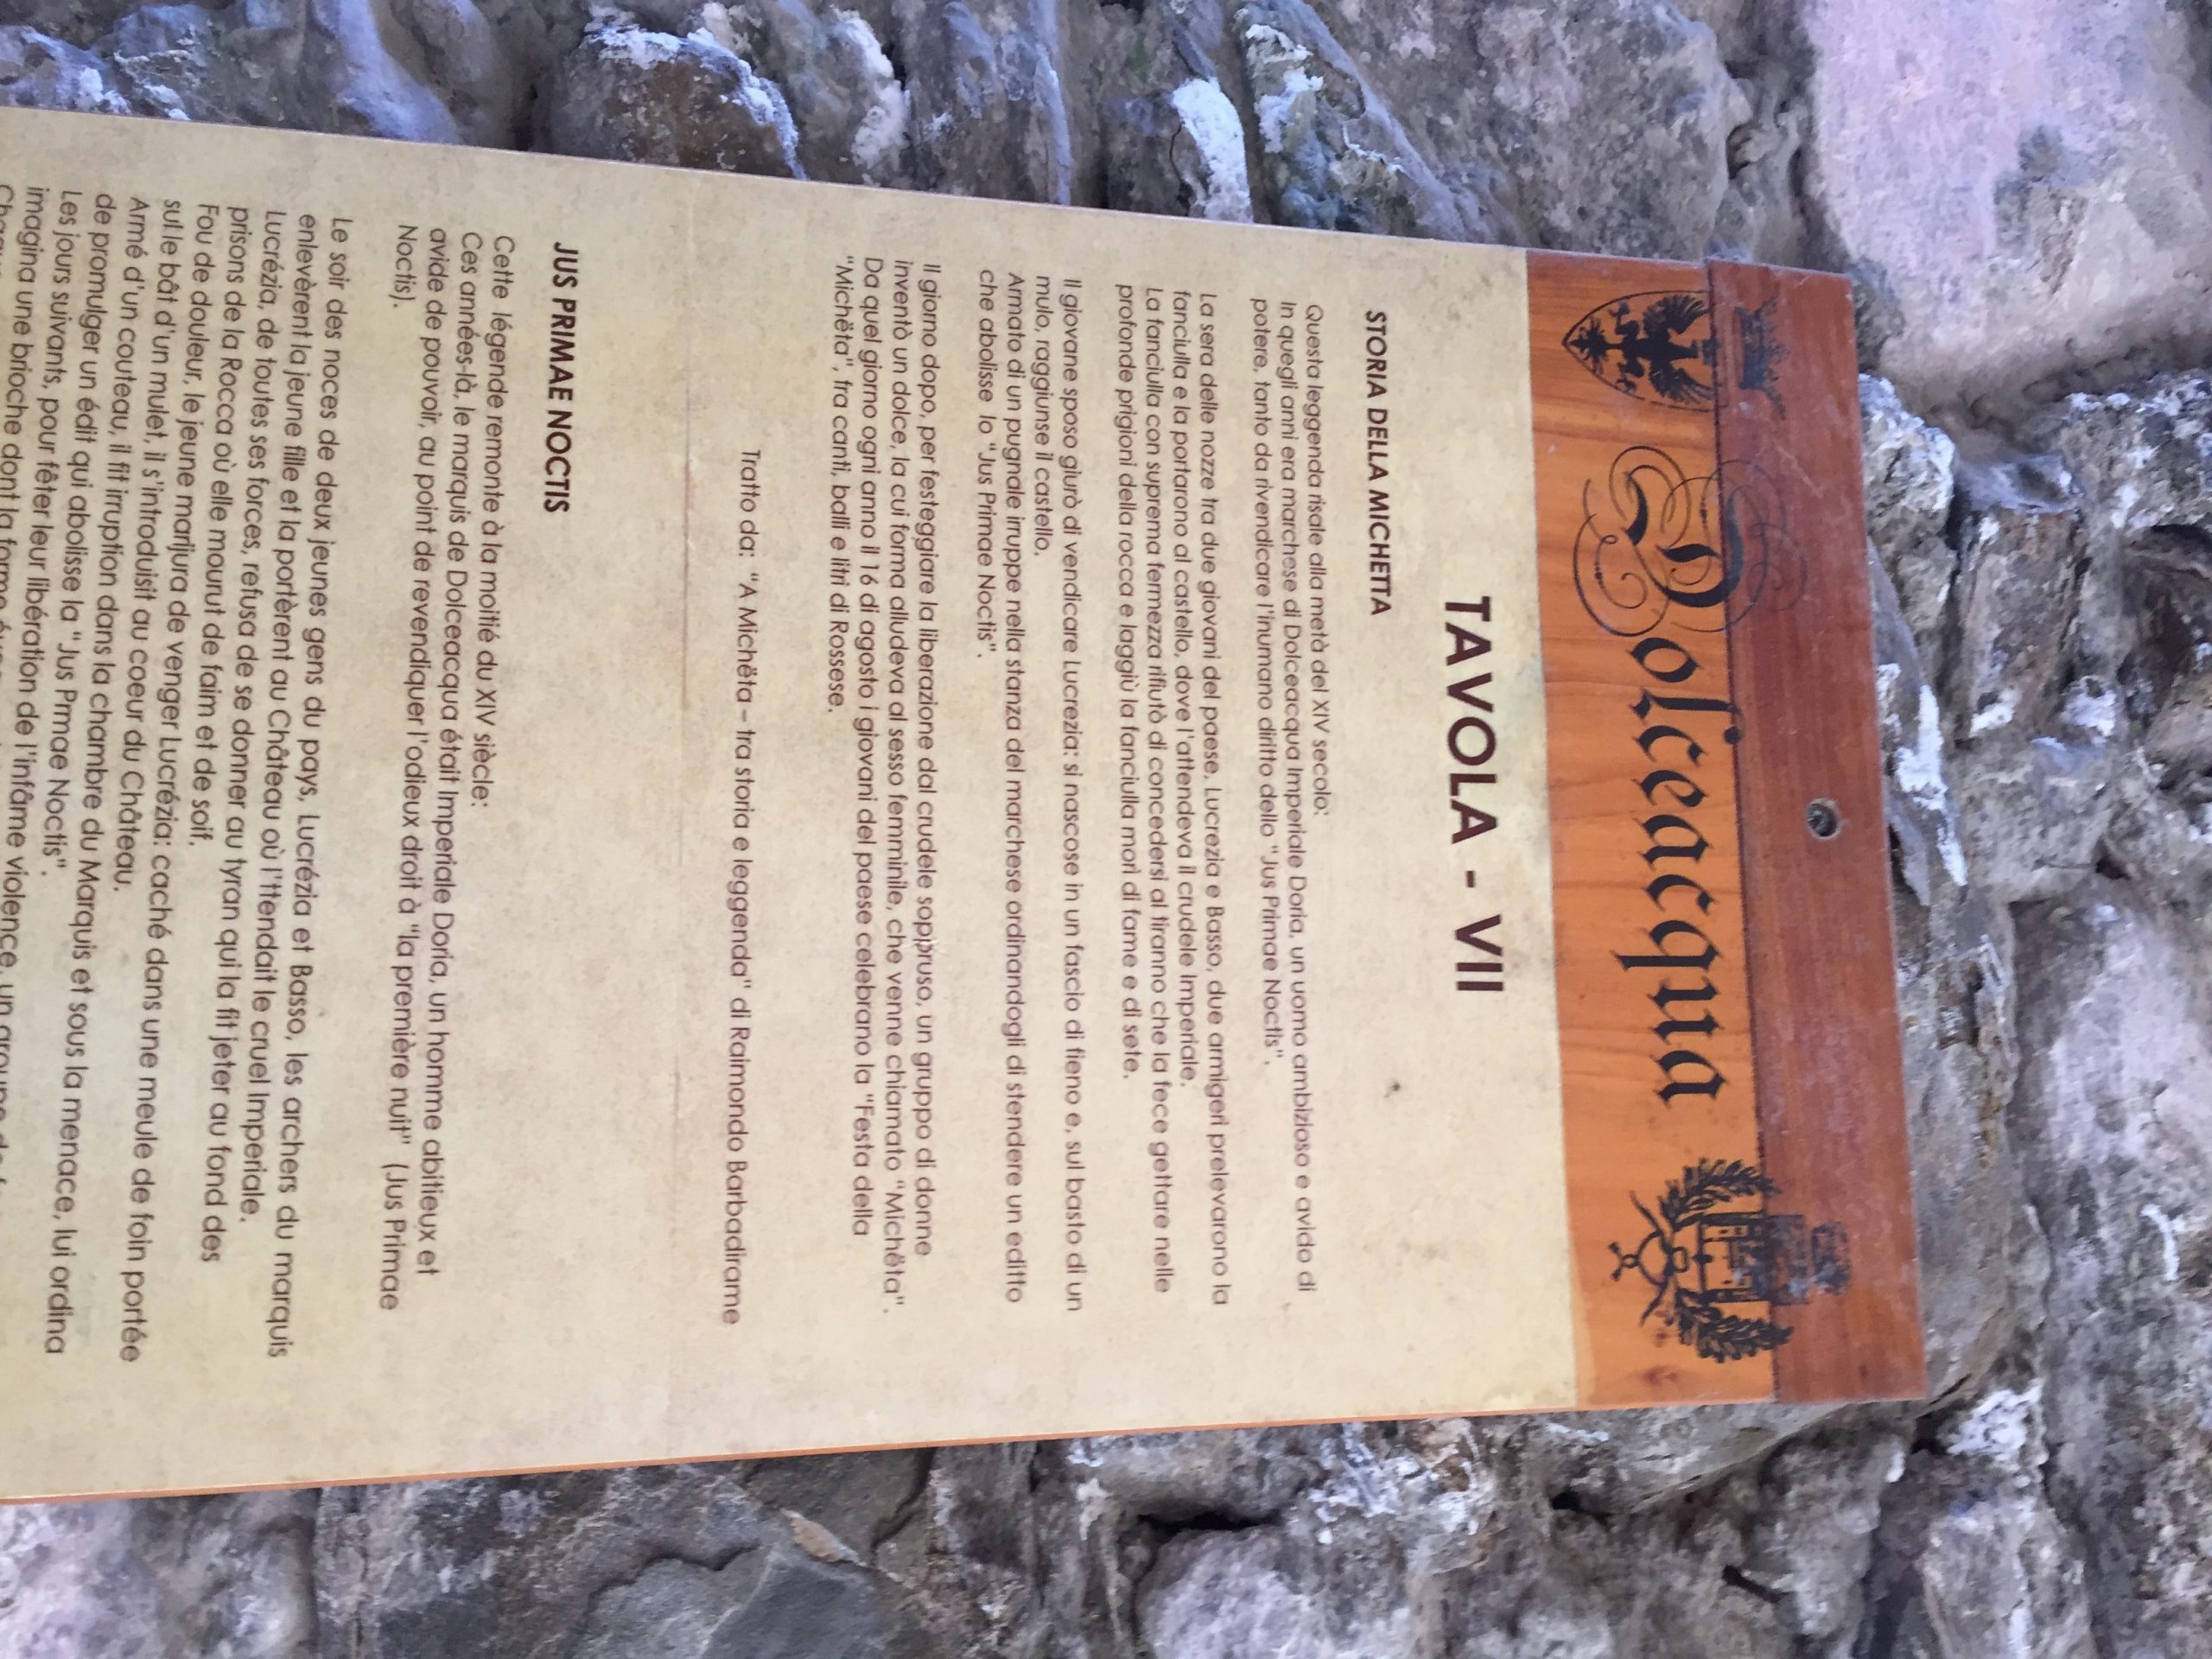 Dolceacqua
TAVOLA - VII
STORIA DELLA MICHETTA
Questa leggenda risale alla metà del XIV secolo:
In quegli anni era marchese di Dolceacqua Imperiale Doria, un uomo ambizioso e avido di
potere, tanto da rivendicare l'inumano diritto dello "Jus Primae Noctis".
La sera delle nozze tra due giovani del paese, Lucrezia e Basso, due armigeri prelevarono la
fanciulla e la portarono al castello, dove l'attendeva il crudele Imperiale.
La fanciulla con suprema fermezza rifiutò di concedersi al tiranno che la fece gettare nelle
profonde prigioni della rocca e laggiù la fanciulla morì di fame e di sete.
Il giovane sposo giurò di vendicare Lucrezia: si nascose in un fascio di fieno e, sul basto di un
mulo, raggiunse il castello.
Armato di un pugnale irruppe nella stanza del marchese ordinandogli di stendere un editto
che abolisse lo "Jus Primae Noctis".
Il giorno dopo, per festeggiare la liberazione dal crudele soppruso, un gruppo di donne
inventò un dolce, la cui forma alludeva al sesso femminile, che venne chiamato "Michëta".
Da quel giorno ogni anno il 16 di agosto i giovani del paese celebrano la "Festa della
"Michëta", fra canti, balli e litri di Rossese.
Tratto da: "A Michëta – tra storia e leggenda" di Raimondo Barbadirame
JUS PRIMAE NOCTIS
Cette légende remonte à la moitié du XIV siècle:
Ces années-là, le marquis de Dolceacqua était Imperiale Doria, un homme abitieux et
avide de pouvoir, au point de revendiquer l'odieux droit à "la première nuit" (Jus Primae
Noctis).
Le soir des noces de deux jeunes gens du pays, Lucrézia et Basso, les archers du marquis
enlevèrent la jeune fille et la portèrent au Château où l'ttendait le cruel Imperiale.
Lucrézia, de toutes ses forces, refusa de se donner au tyran qui la fit jeter au fond des
prisons de la Rocca où elle mourut de faim et de soif.
Fou de douleur, le jeune marijura de venger Lucrézia: caché dans une meule de foin portée
sul le bât d'un mulet, il s'introduisit au coeur du Château.
Armé d'un couteau, il fit irruption dans la chambre du Marquis et sous la menace, lui ordina
de promulger un édit qui abolisse la "Jus Prmae Noctis".
Les jours suivants, pour fêter leur libération de l'infâme violence, un groupe de
imagina une brioche dont la forme